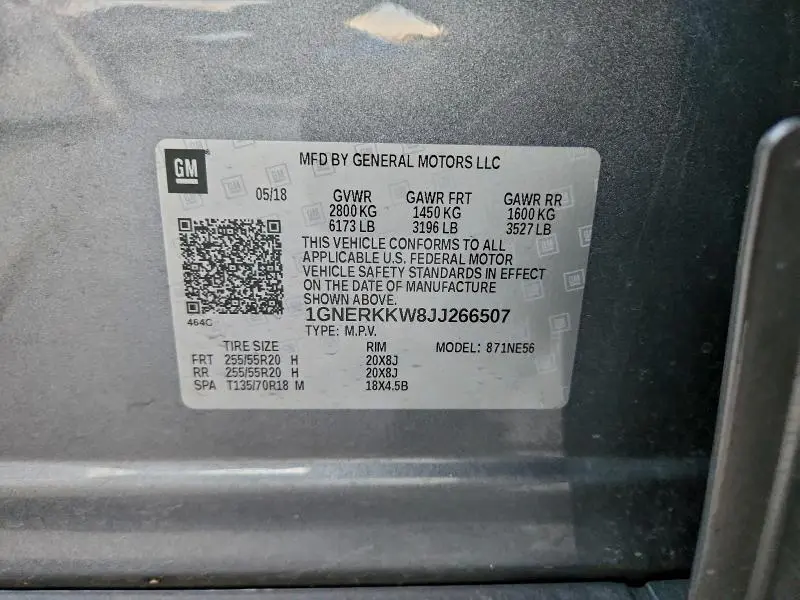 GM
MFD BY GENERAL MOTORS LLC
05/18 GVWR GAWR FRT GAWR RR
2800 KG 1450 KG 1600 KG
6173 LB 3196 LB 3527 LB
THIS VEHICLE CONFORMS TO ALL
APPLICABLE U.S. FEDERAL MOTOR
VEHICLE SAFETY STANDARDS IN EFFECT
ON THE DATE OF MANUFACTURE
SHOWN ABOVE.
464C
1GNERKKW8JJ266507
TYPE: M.P.V.
TIRE SIZE RIM MODEL: 871NE56
FRT 255/55R20 H 20X8J
RR 255/55R20 H 20X8J
SPA T135/70R18 M 18X4.5B